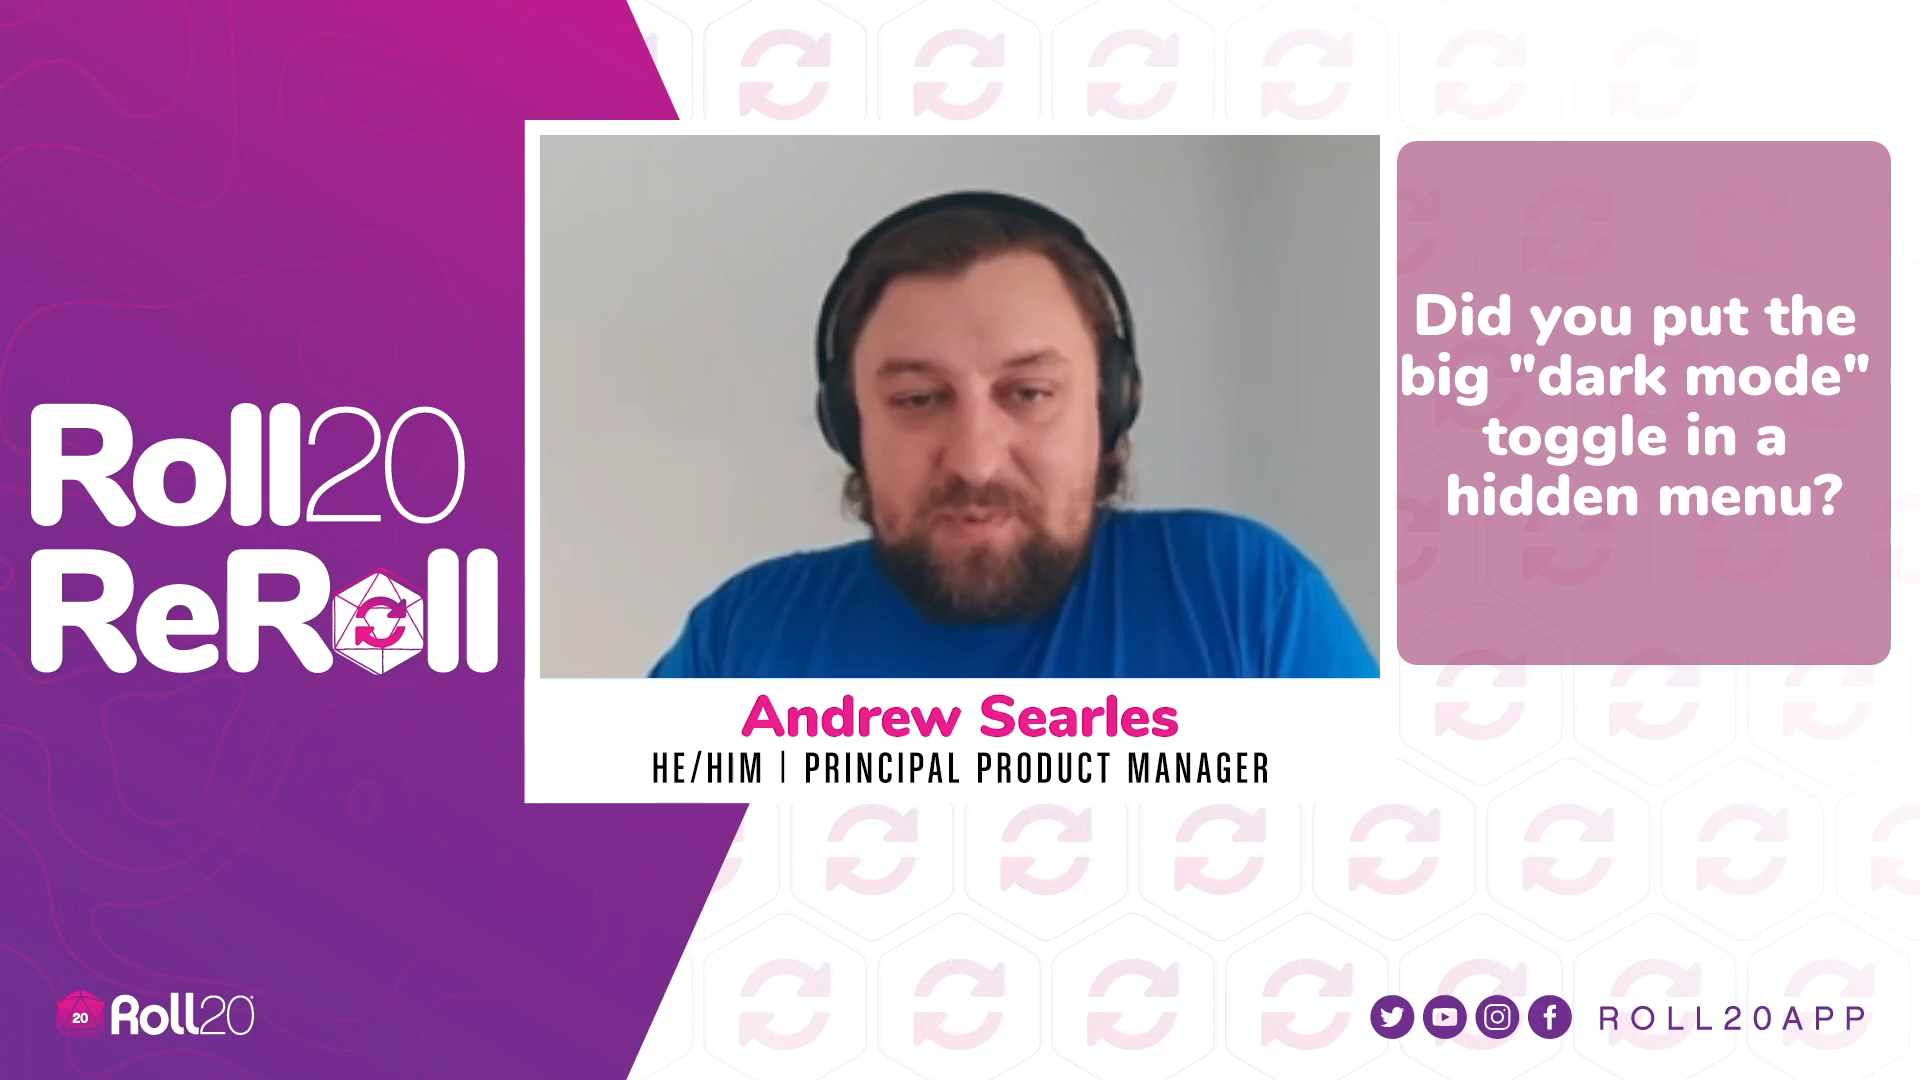 Roll20
ReRoll
Andrew Searles
HE/HIM | PRINCIPAL PRODUCT MANAGER
Did you put the
big "dark mode"
toggle in a
hidden menu?
20 Roll20
ROLL20APP